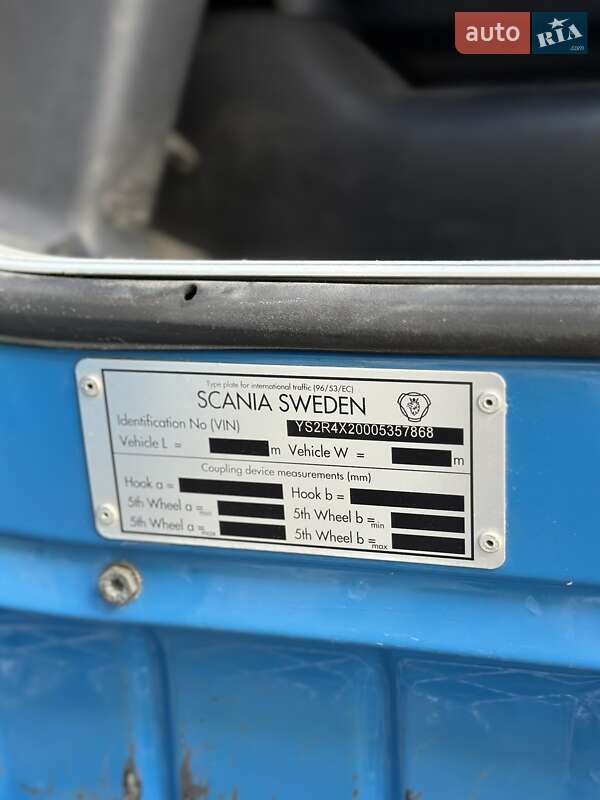 auto RIA.com
Type plate for international traffic (96/53/EC)
SCANIA SWEDEN
Identification No (VIN) YS2R4X20005357868
Vehicle L = m Vehicle W = m
Coupling device measurements (mm)
Hook a = Hook b =
5th Wheel a = min 5th Wheel b = min
5th Wheel a = max 5th Wheel b = max